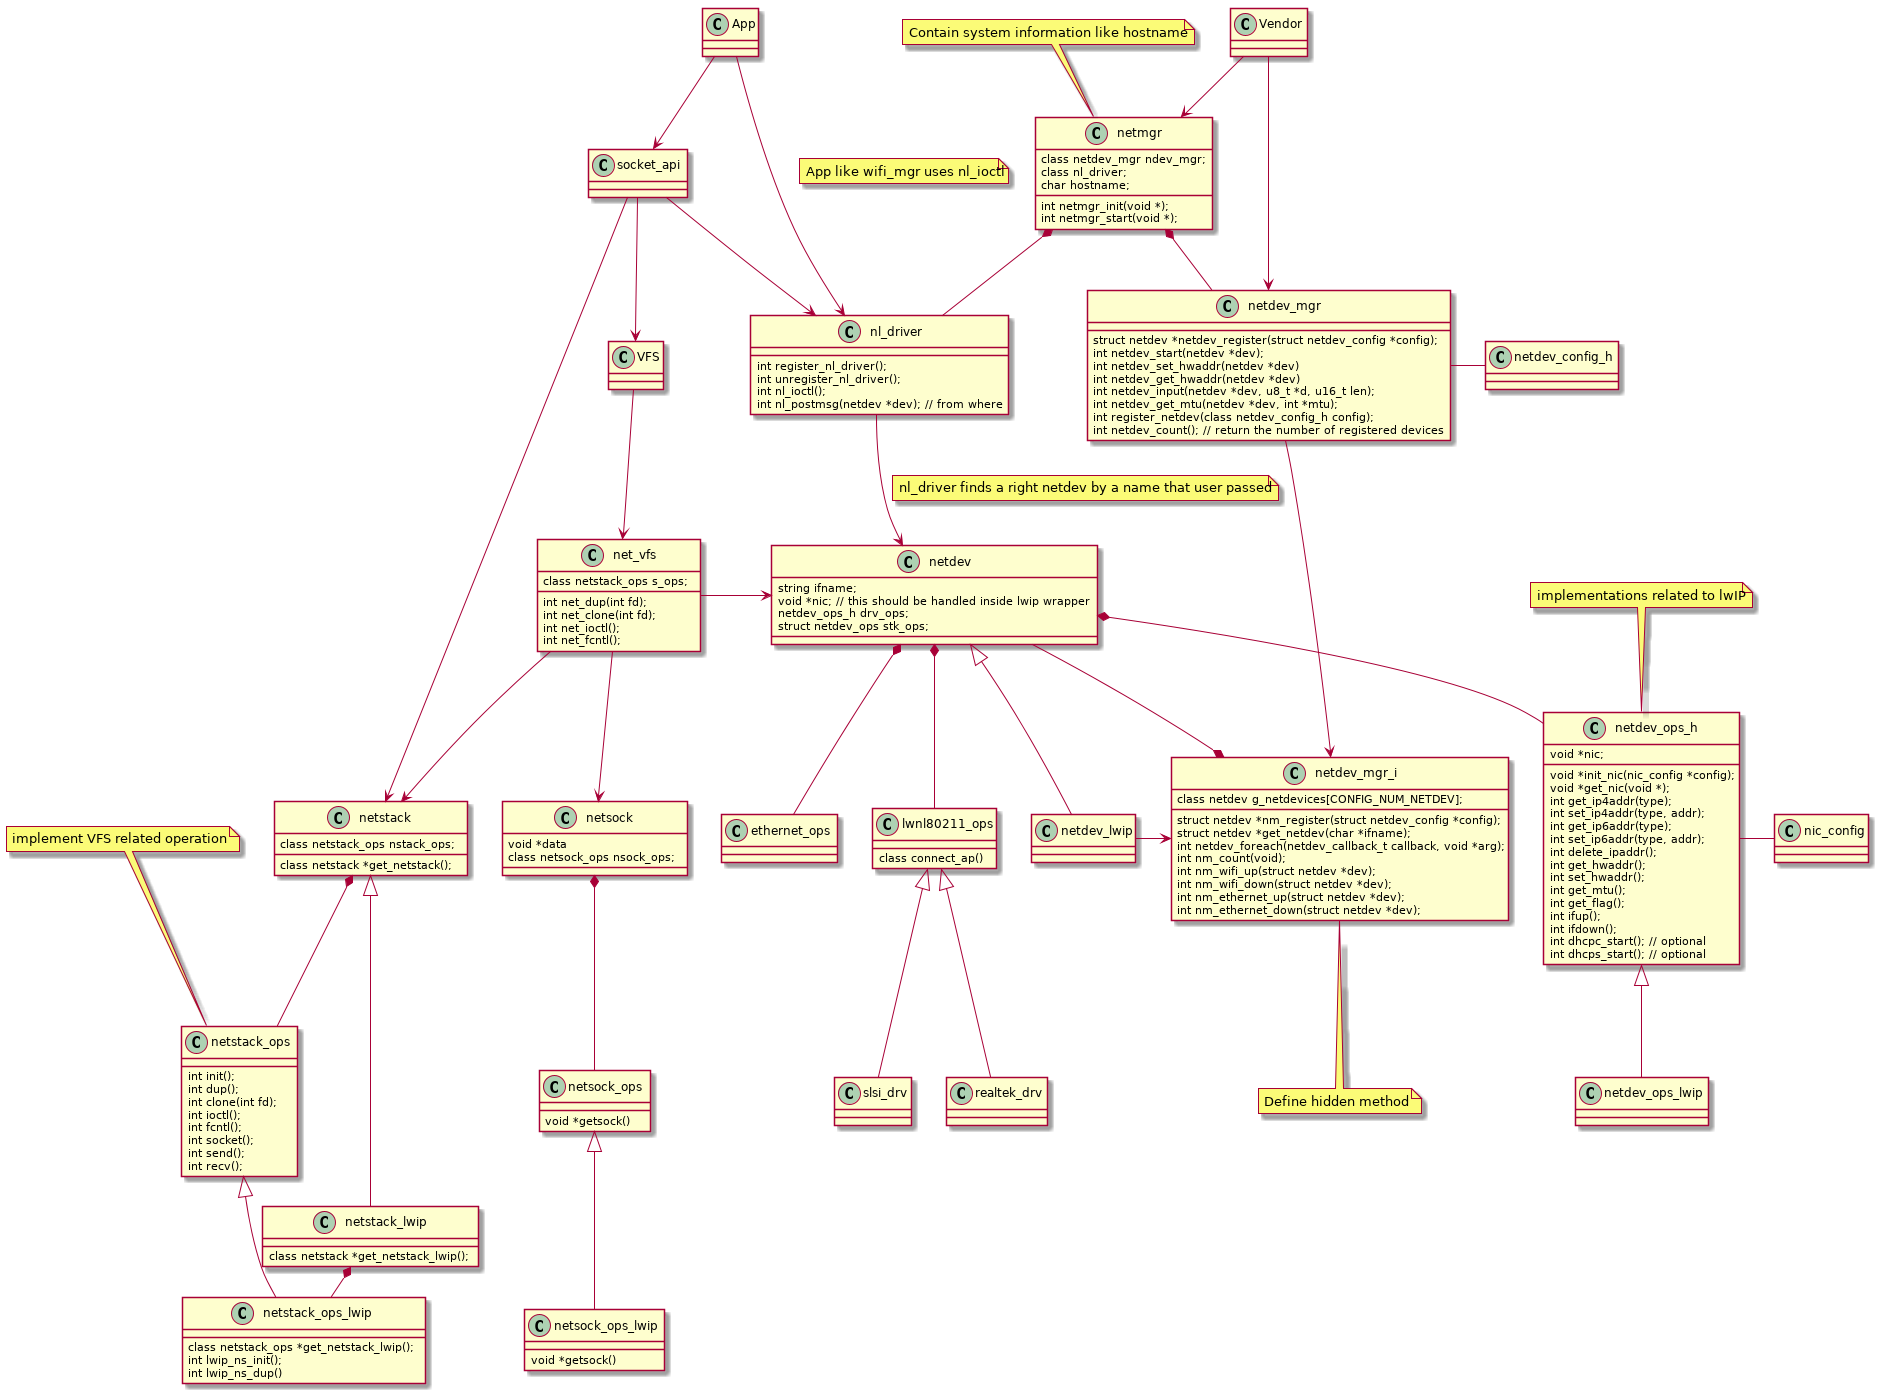 C App
Contain system information like hostname
C Vendor
C netmgr
class netdev_mgr ndev_mgr;
class nl_driver;
char hostname;
int netmgr_init(void *);
int netmgr_start(void *);
C socket_api
App like wifi_mgr uses nl_ioctl
C netdev_mgr
struct netdev *netdev_register(struct netdev_config *config);
int netdev_start(netdev *dev);
int netdev_set_hwaddr(netdev *dev)
int netdev_get_hwaddr(netdev *dev)
int netdev_input(netdev *dev, u8_t *d, u16_t len);
int netdev_get_mtu(netdev *dev, int *mtu);
int register_netdev(class netdev_config_h config);
int netdev_count(); // return the number of registered devices
C nl_driver
int register_nl_driver();
int unregister_nl_driver();
int nl_ioctl();
int nl_postmsg(netdev *dev); // from where
C VFS
C netdev_config_h
nl_driver finds a right netdev by a name that user passed
C net_vfs
class netstack_ops s_ops;
int net_dup(int fd);
int net_clone(int fd);
int net_ioctl();
int net_fcntl();
C netdev
string ifname;
void *nic; // this should be handled inside lwip wrapper
netdev_ops_h drv_ops;
struct netdev_ops stk_ops;
implementations related to lwIP
C netdev_ops_h
void *nic;
void *init_nic(nic_config *config);
void *get_nic(void *);
int get_ip4addr(type);
int set_ip4addr(type, addr);
int get_ip6addr(type);
int set_ip6addr(type, addr);
int delete_ipaddr();
int get_hwaddr();
int set_hwaddr();
int get_mtu();
int get_flag();
int ifup();
int ifdown();
int dhcpc_start(); // optional
int dhcps_start(); // optional
C netdev_mgr_i
class netdev g_netdevices[CONFIG_NUM_NETDEV];
struct netdev *nm_register(struct netdev_config *config);
struct netdev *get_netdev(char *ifname);
int netdev_foreach(netdev_callback_t callback, void *arg);
int nm_count(void);
int nm_wifi_up(struct netdev *dev);
int nm_wifi_down(struct netdev *dev);
int nm_ethernet_up(struct netdev *dev);
int nm_ethernet_down(struct netdev *dev);
implement VFS related operation
C netstack
class netstack_ops nstack_ops;
class netstack *get_netstack();
C netsock
void *data
class netsock_ops nsock_ops;
C ethernet_ops
C lwnl80211_ops
class connect_ap()
C netdev_lwip
C nic_config
C netstack_ops
int init();
int dup();
int clone(int fd);
int ioctl();
int fcntl();
int socket();
int send();
int recv();
C netsock_ops
void *getsock()
C slsi_drv
C realtek_drv
Define hidden method
C netdev_ops_lwip
C netstack_lwip
class netstack *get_netstack_lwip();
C netstack_ops_lwip
class netstack_ops *get_netstack_lwip();
int lwip_ns_init();
int lwip_ns_dup()
C netsock_ops_lwip
void *getsock()